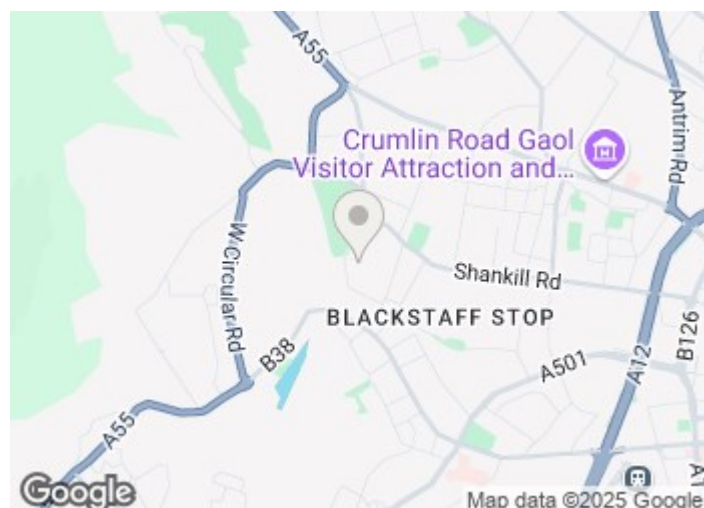 A55
Antrim Rd
Crumlin Road Gaol
Visitor Attraction and...
W Circular Rd
Shankill Rd
BLACKSTAFF STOP
B38
A501
A12
B126
A55
Google
Map data ©2025 Google